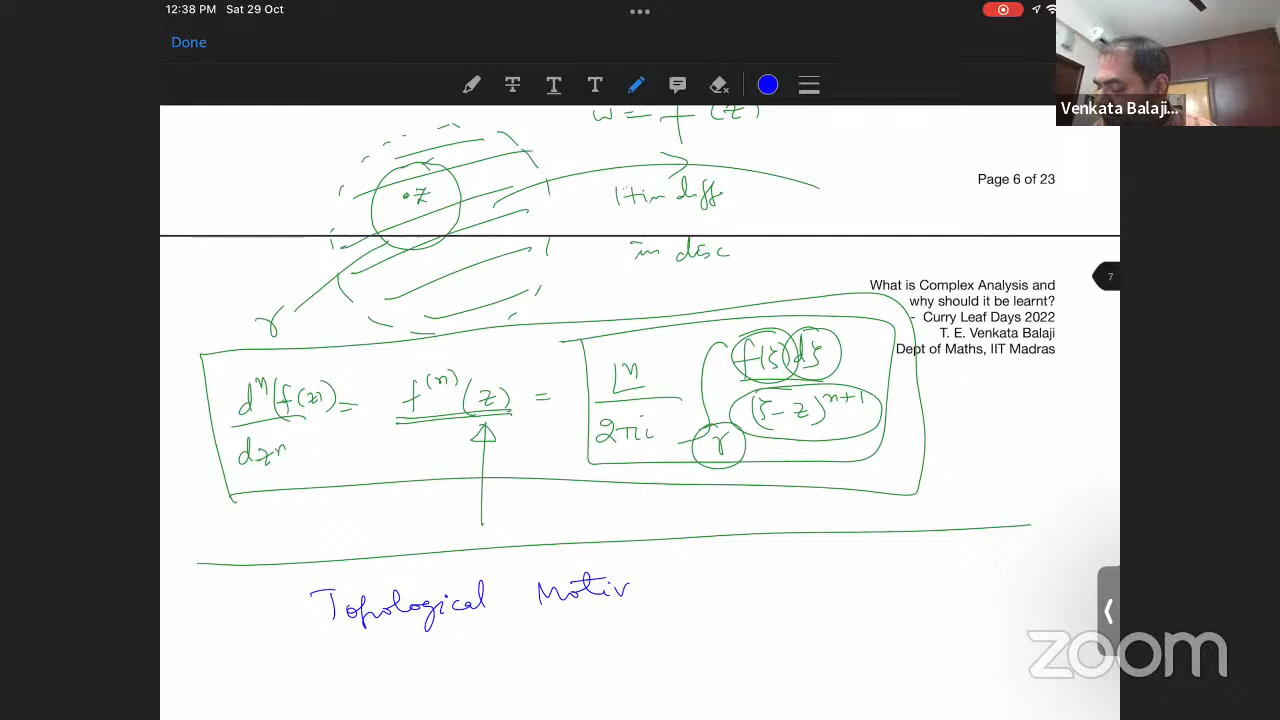 12:38 PM Sat 29 Oct
Done
Venkata Balaji...
w = f(z)
Page 6 of 23
z
1 time diff
in disc
γ
7
What is Complex Analysis and
why should it be learnt?
- Curry Leaf Days 2022
T. E. Venkata Balaji
Dept of Maths, IIT Madras
dⁿ(f(z)) / dzⁿ = f⁽ⁿ⁾(z) = ⌊n / 2πi ∫γ f(ζ) dζ / (ζ - z)ⁿ⁺¹
Topological Motiv
zoom